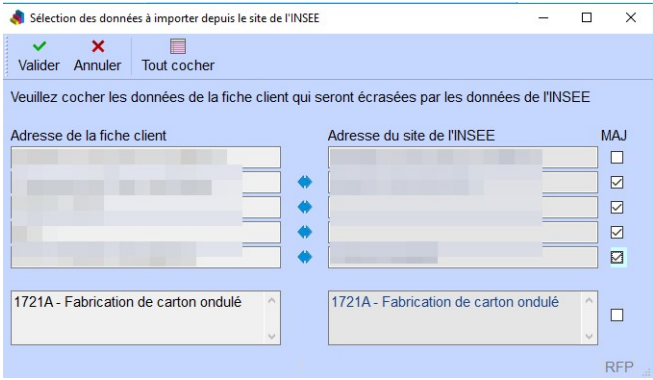 Sélection des données à importer depuis le site de l'INSEE
Valider Annuler Tout cocher
Veuillez cocher les données de la fiche client qui seront écrasées par les données de l'INSEE
Adresse de la fiche client Adresse du site de l'INSEE MAJ
1721A - Fabrication de carton ondulé 1721A - Fabrication de carton ondulé
RFP